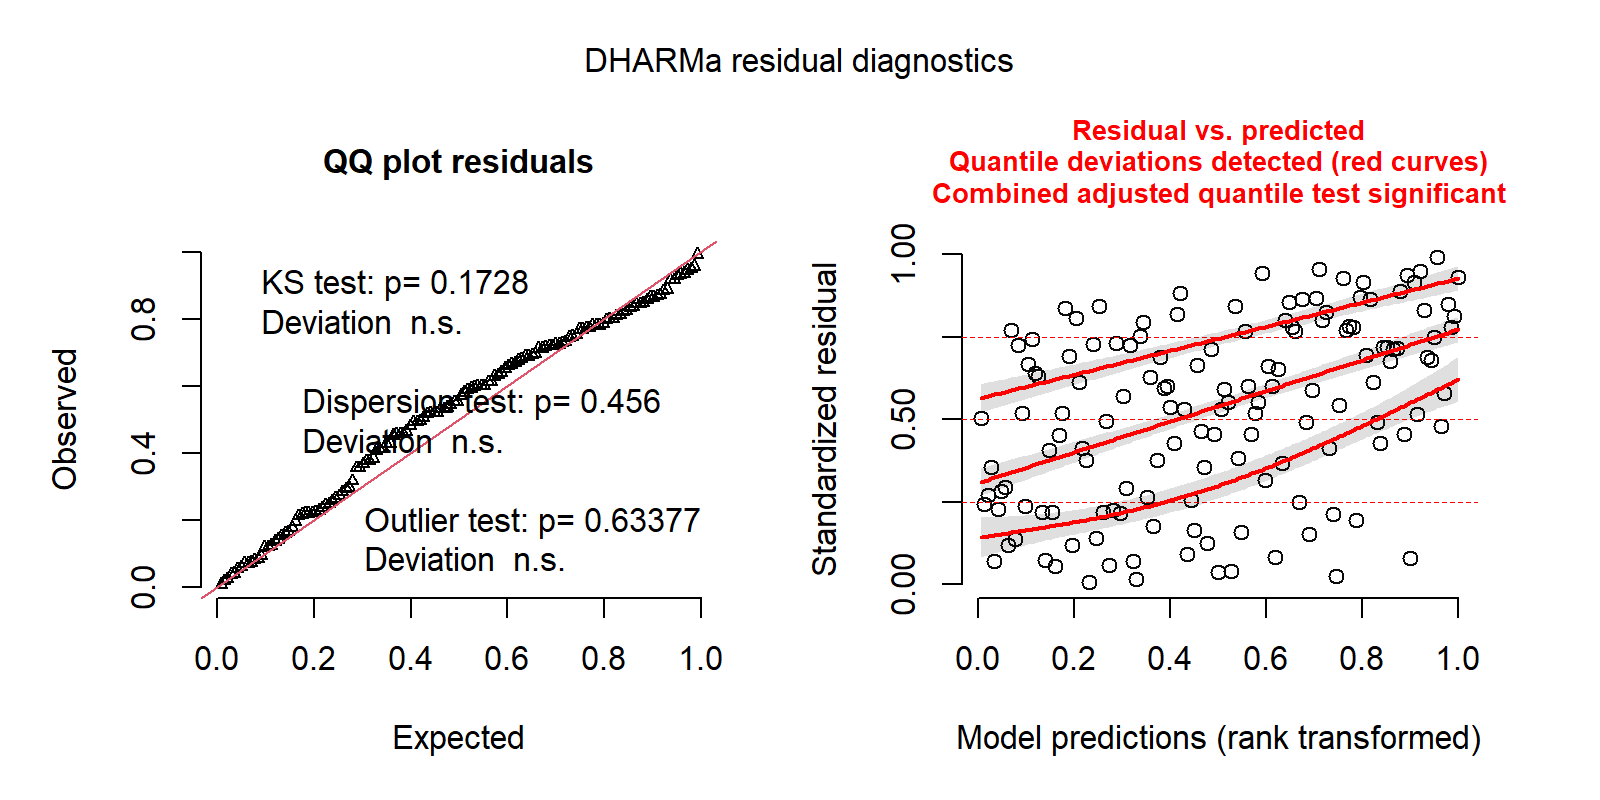 DHARMa residual diagnostics
QQ plot residuals
KS test: p= 0.1728
Deviation n.s.
Dispersion test: p= 0.456
Deviation n.s.
Outlier test: p= 0.63377
Deviation n.s.
Observed
0.0 0.4 0.8
0.0 0.2 0.4 0.6 0.8 1.0
Expected
Residual vs. predicted
Quantile deviations detected (red curves)
Combined adjusted quantile test significant
Standardized residual
0.00 0.50 1.00
0.0 0.2 0.4 0.6 0.8 1.0
Model predictions (rank transformed)